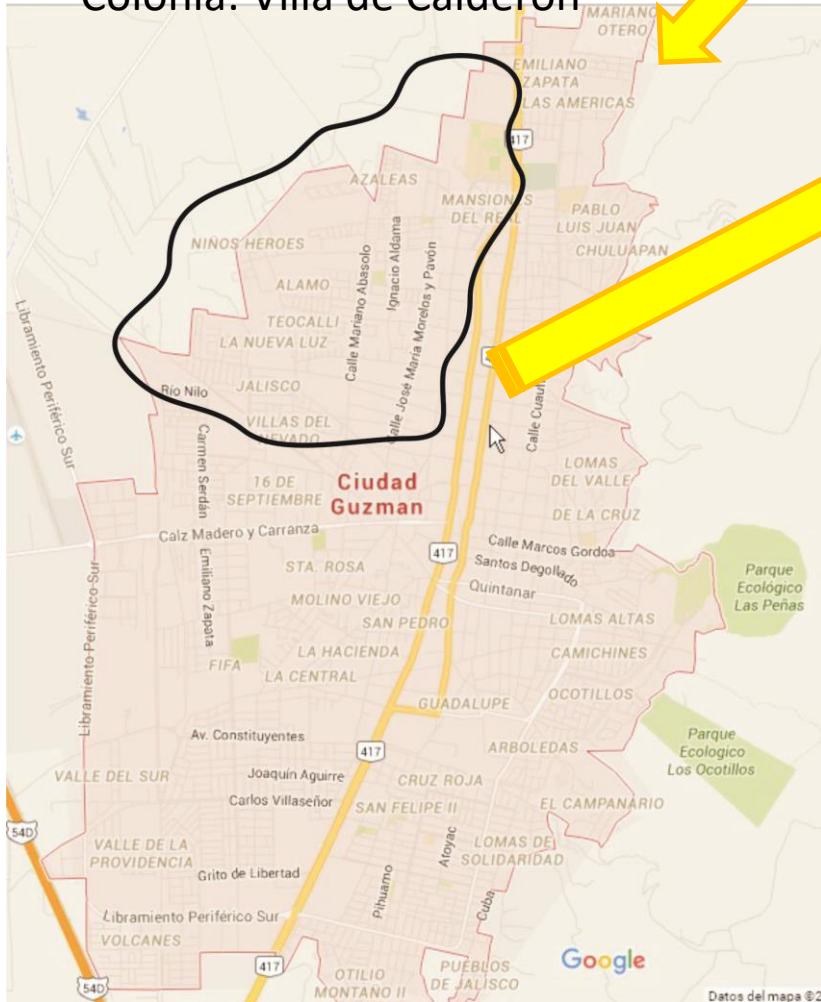 Colonia: Villa de Calderón
MARIANO
OTERO
EMILIANO
ZAPATA
LAS AMERICAS
417
AZALEAS
MANSIONES
DEL REAL
PABLO
LUIS JUAN
CHULUAPAN
NIÑOS HEROES
Calle Mariano Abasolo
Ignacio Aldama
Calle José María Morelos y Pavón
ALAMO
TEOCALLI
LA NUEVA LUZ
Libramiento Periférico Sur
Río Nilo
JALISCO
VILLAS DEL
NEVADO
Carmen Serdán
16 DE
SEPTIEMBRE
Ciudad
Guzman
LOMAS
DEL VALLE
DE LA CRUZ
Calz Madero y Carranza
417
Calle Marcos Gordoa
Santos Degollado
Quintanar
Parque
Ecológico
Las Peñas
Libramiento Periférico Sur
Emiliano Zapata
STA. ROSA
MOLINO VIEJO
SAN PEDRO
LOMAS ALTAS
FIFA
LA HACIENDA
LA CENTRAL
CAMICHINES
OCOTILLOS
GUADALUPE
Av. Constituyentes
417
ARBOLEDAS
Parque
Ecologico
Los Ocotillos
VALLE DEL SUR
Joaquín Aguirre
CRUZ ROJA
Carlos Villaseñor
SAN FELIPE II
EL CAMPANARIO
54D
VALLE DE LA
PROVIDENCIA
Atoyac
LOMAS DE
SOLIDARIDAD
Grito de Libertad
Pihuamo
Cuba
Libramiento Periférico Sur
VOLCANES
417
54D
OTILIO
MONTAÑO II
PUEBLOS
DE JALISCO
Google
Datos del mapa ©2